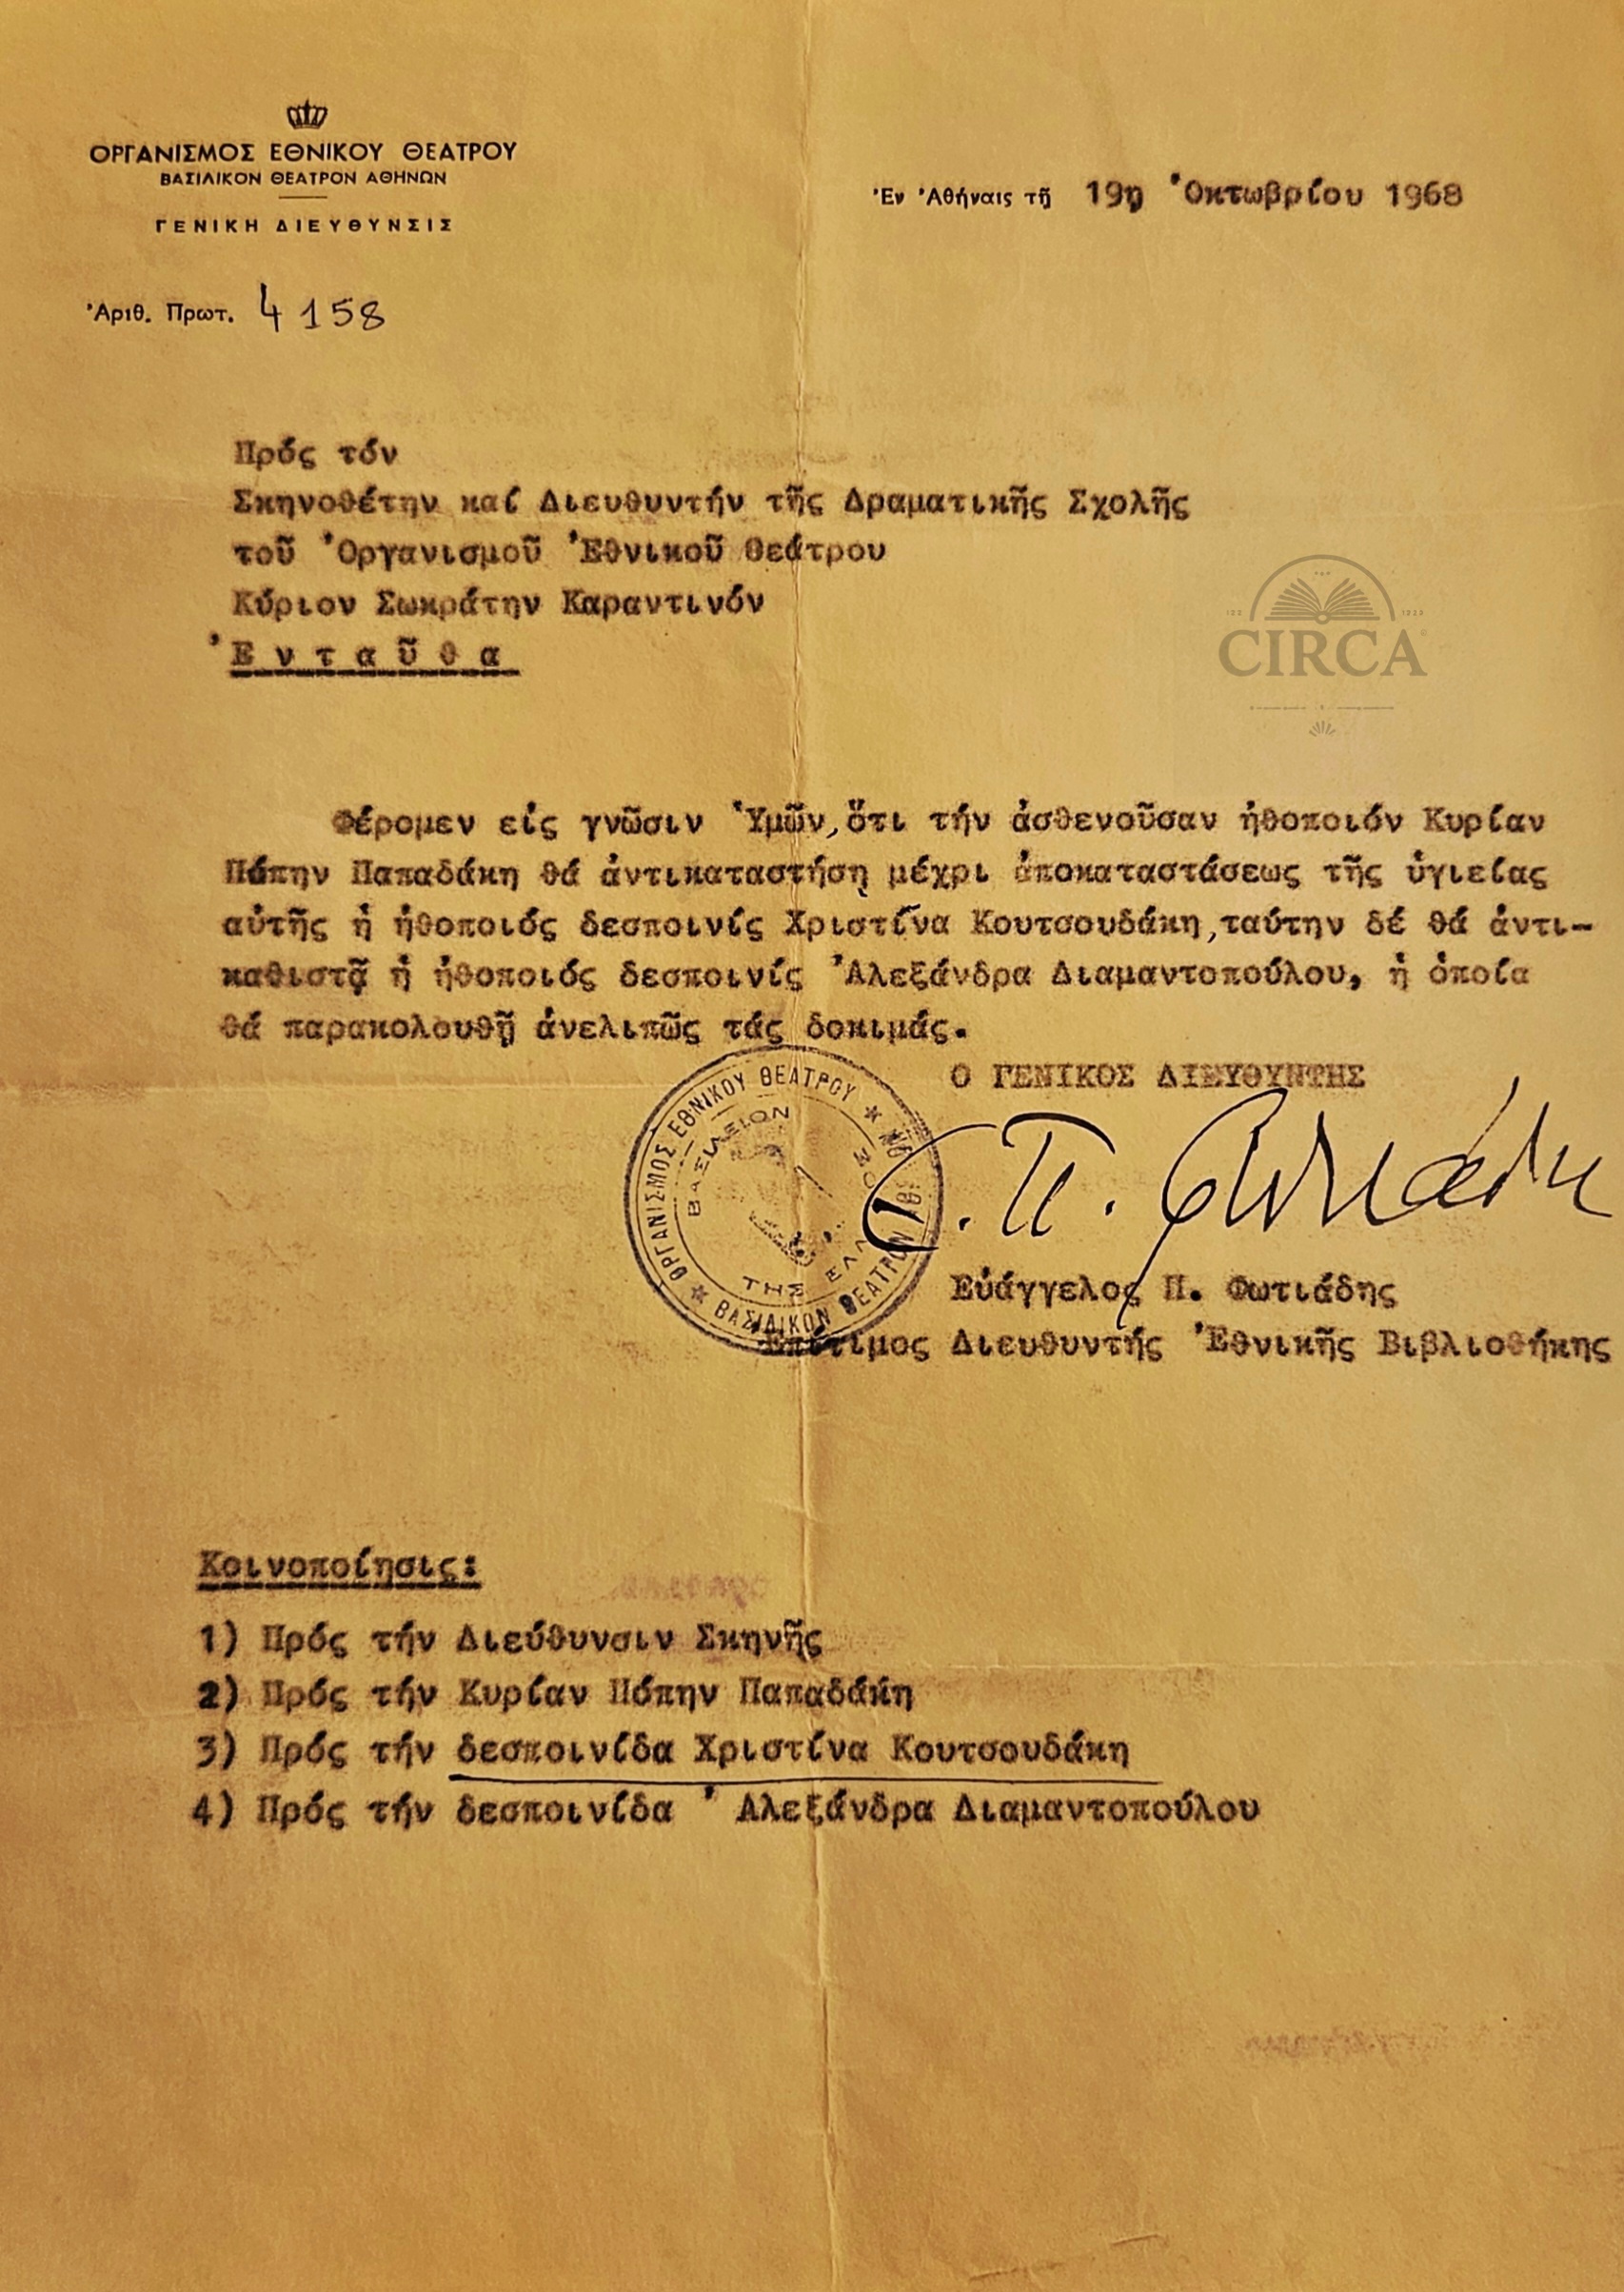 ΟΡΓΑΝΙΣΜΟΣ ΕΘΝΙΚΟΥ ΘΕΑΤΡΟΥ
ΒΑΣΙΛΙΚΟΝ ΘΕΑΤΡΟΝ ΑΘΗΝΩΝ
ΓΕΝΙΚΗ ΔΙΕΥΘΥΝΣΙΣ
Ἐν Ἀθήναις τῇ 19ῃ Ὀκτωβρίου 1968
Ἀριθ. Πρωτ. 4158
Πρός τόν
Σκηνοθέτην καί Διευθυντήν τῆς Δραματικῆς Σχολῆς
τοῦ Ὀργανισμοῦ Ἐθνικοῦ Θεάτρου
Κύριον Σωκράτην Καραντινόν
Ἐνταῦθα
CIRCA
Φέρομεν εἰς γνῶσιν Ὑμῶν, ὅτι τήν ἀσθενοῦσαν ἠθοποιόν Κυρίαν
Πόπην Παπαδάκη θά ἀντικαταστήσῃ μέχρι ἀποκαταστάσεως τῆς ὑγιείας
αὐτῆς ἡ ἠθοποιός δεσποινίς Χριστίνα Κουτσουδάκη, ταύτην δέ θά ἀντι-
καθιστᾷ ἡ ἠθοποιός δεσποινίς Ἀλεξάνδρα Διαμαντοπούλου, ἡ ὁποία
θά παρακολουθῇ ἀνελιπῶς τάς δοκιμάς.
Ο ΓΕΝΙΚΟΣ ΔΙΕΥΘΥΝΤΗΣ
ΟΡΓΑΝΙΣΜΟΣ ΕΘΝΙΚΟΥ ΘΕΑΤΡΟΥ
ΒΑΣΙΛΙΚΟΝ ΘΕΑΤΡΟΝ
ΒΑΣΙΛΕΙΟΝ ΤΗΣ
Εὐάγγελος Π. Φωτιάδης
Ἐπίτιμος Διευθυντής Ἐθνικῆς Βιβλιοθήκης
Κοινοποίησις:
1) Πρός τήν Διεύθυνσιν Σκηνῆς
2) Πρός τήν Κυρίαν Πόπην Παπαδάκη
3) Πρός τήν δεσποινίδα Χριστίνα Κουτσουδάκη
4) Πρός τήν δεσποινίδα Ἀλεξάνδρα Διαμαντοπούλου